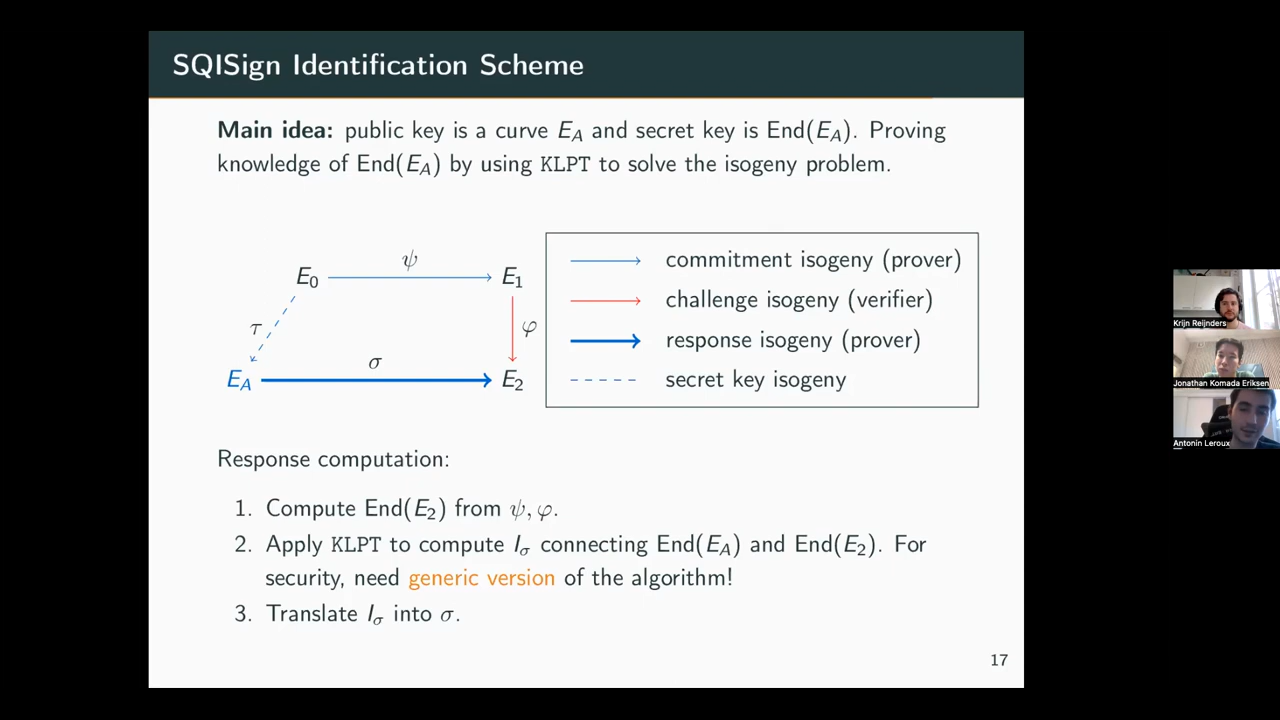 SQISign Identification Scheme
Main idea: public key is a curve E_A and secret key is End(E_A). Proving
knowledge of End(E_A) by using KLPT to solve the isogeny problem.
E_0 ψ E_1
τ φ
E_A σ E_2
commitment isogeny (prover)
challenge isogeny (verifier)
response isogeny (prover)
secret key isogeny
Response computation:
1. Compute End(E_2) from ψ, φ.
2. Apply KLPT to compute I_σ connecting End(E_A) and End(E_2). For
security, need generic version of the algorithm!
3. Translate I_σ into σ.
17
Krijn Reijnders
Jonathan Komada Eriksen
Antonin Leroux